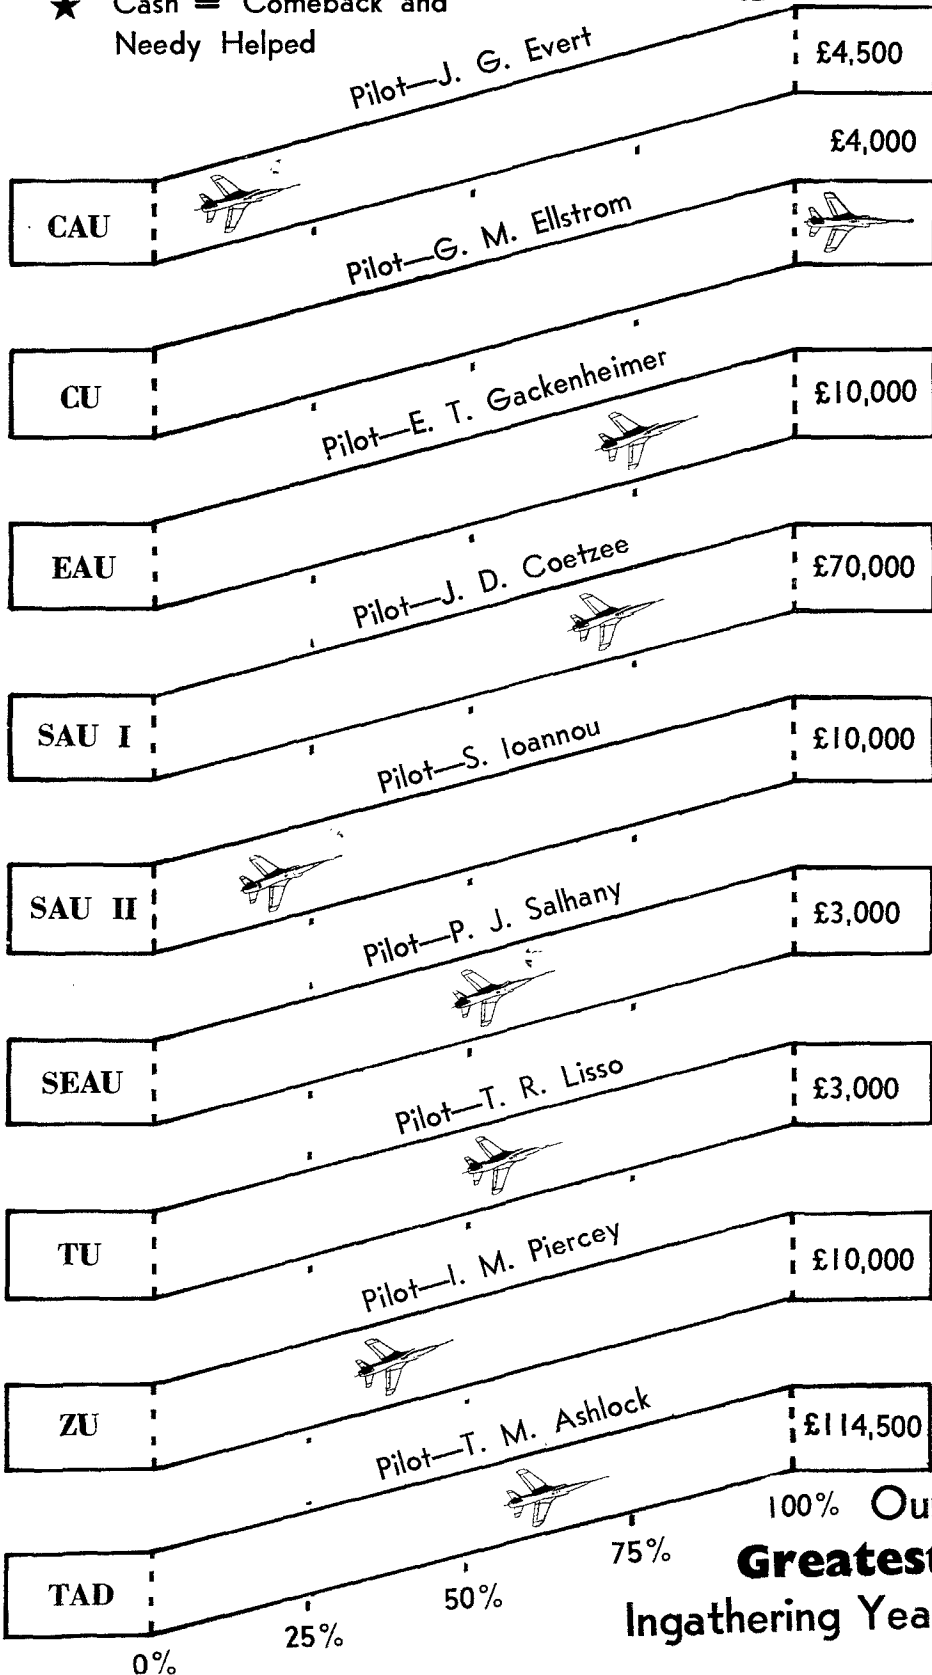 ★ Cash = Comeback and
Needy Helped
Pilot—J. G. Evert
£4,500
£4,000
CAU
Pilot—G. M. Ellstrom
CU
Pilot—E. T. Gackenheimer
£10,000
EAU
Pilot—J. D. Coetzee
£70,000
SAU I
Pilot—S. Ioannou
£10,000
SAU II
Pilot—P. J. Salhany
£3,000
SEAU
Pilot—T. R. Lisso
£3,000
TU
Pilot—I. M. Piercey
£10,000
ZU
Pilot—T. M. Ashlock
£114,500
TAD
0%
25%
50%
75%
100%
Ou
Greatest
Ingathering Yea